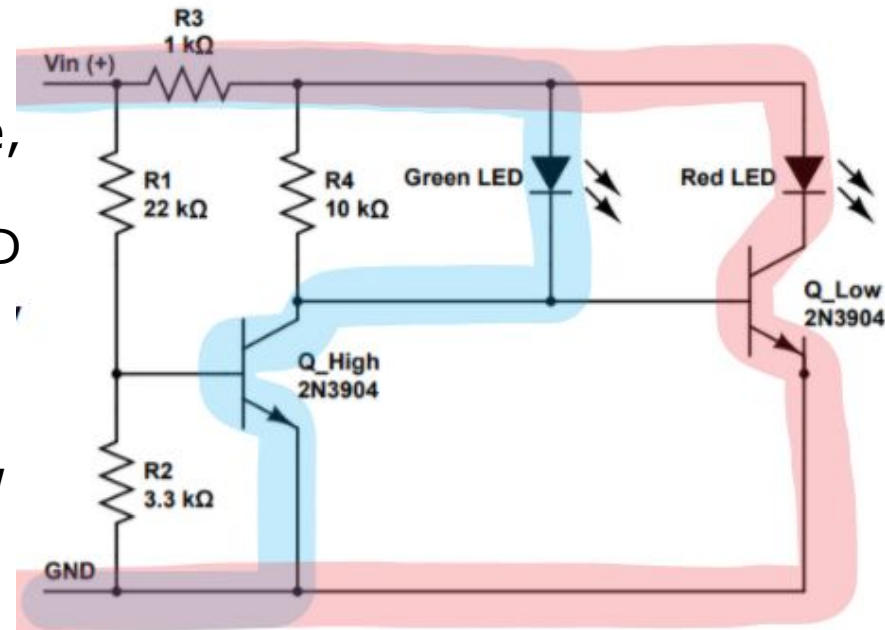 R3
1 kΩ
Vin (+)
e,
R1
22 kΩ
R4
10 kΩ
Green LED
Red LED
D
Q_Low
2N3904
Q_High
2N3904
R2
3.3 kΩ
GND